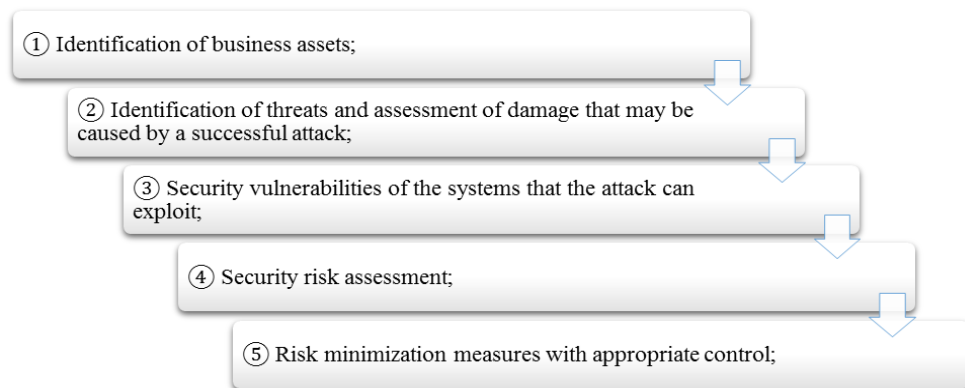 ① Identification of business assets;
② Identification of threats and assessment of damage that may be
caused by a successful attack;
③ Security vulnerabilities of the systems that the attack can
exploit;
④ Security risk assessment;
⑤ Risk minimization measures with appropriate control;